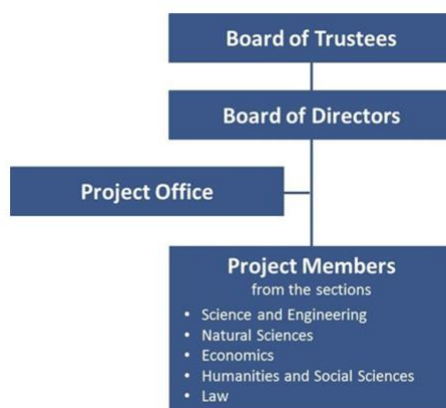 Board of Trustees
Board of Directors
Project Office
Project Members
from the sections
• Science and Engineering
• Natural Sciences
• Economics
• Humanities and Social Sciences
• Law